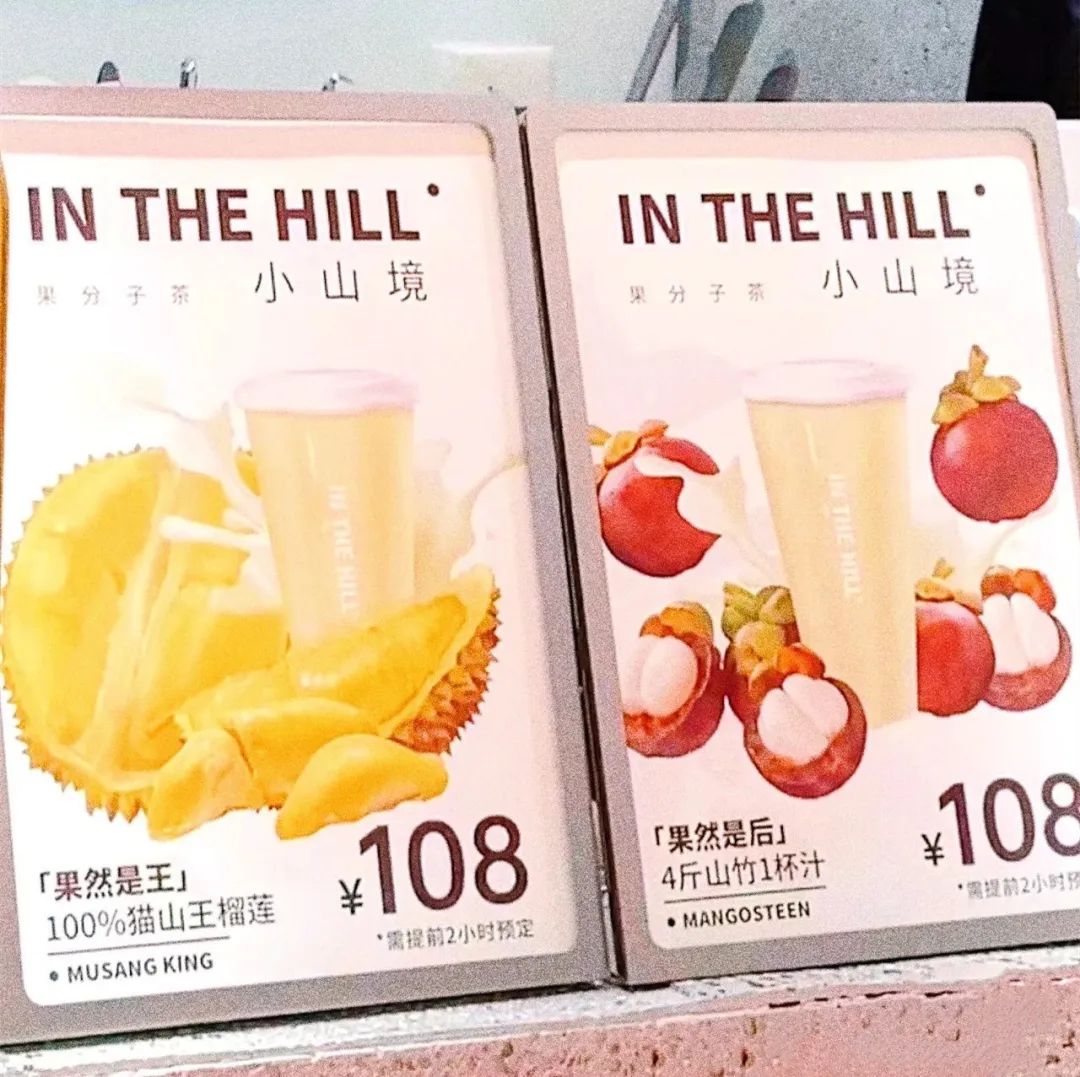 IN THE HILL
果分子茶 小山境
IN THE HILL
「果然是王」
100%猫山王榴莲
• MUSANG KING
¥108
*需提前2小时预定
IN THE HILL
果分子茶 小山境
IN THE HILL
「果然是后」
4斤山竹1杯汁
• MANGOSTEEN
¥108
*需提前2小时预